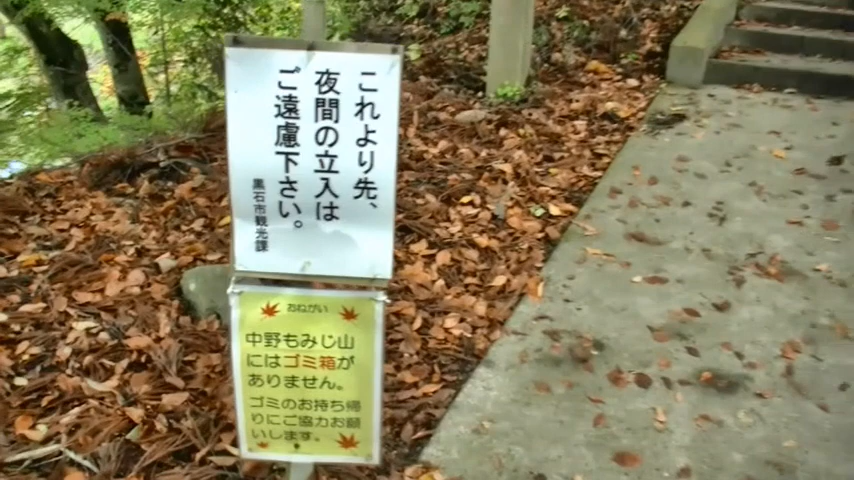 これより先、
夜間の立入は
ご遠慮下さい。
黒石市観光課
おねがい
中野もみじ山
にはゴミ箱が
ありません。
ゴミのお持ち帰
りにご協力お願
いします。